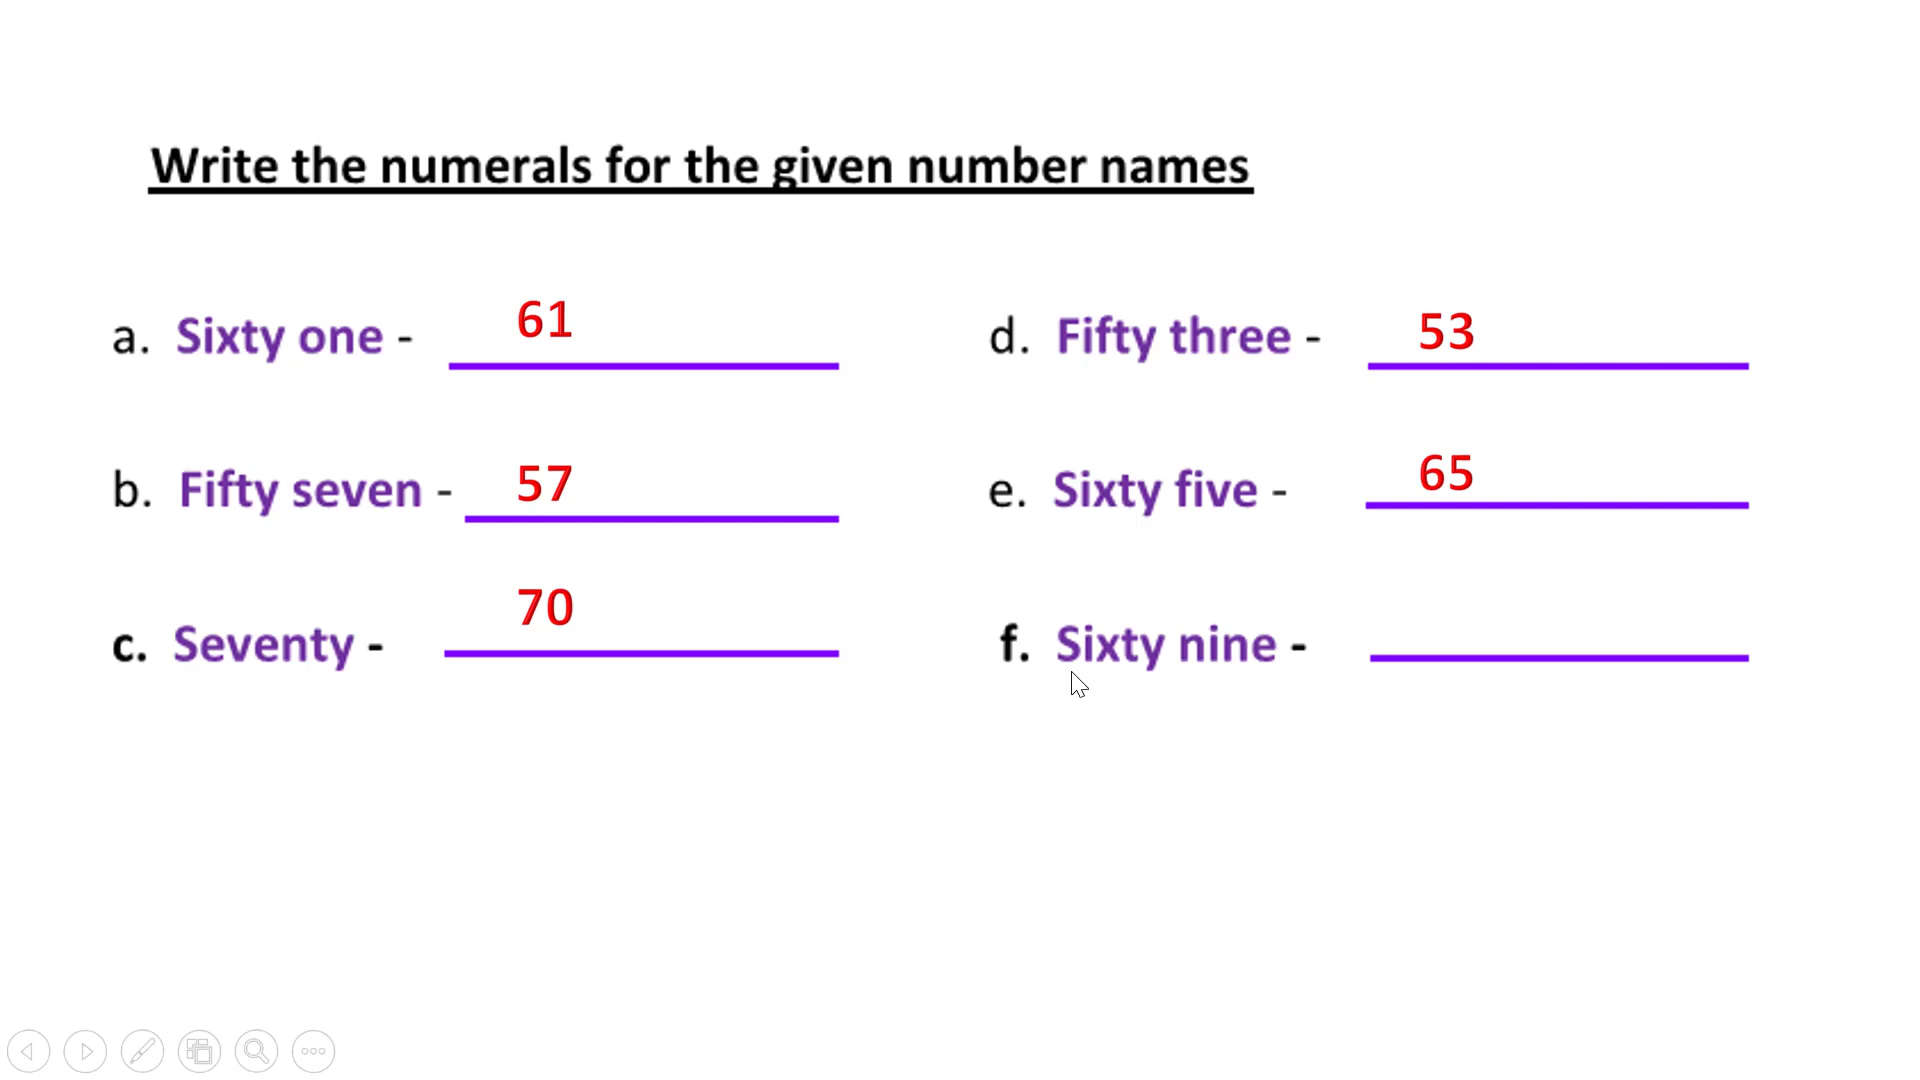 Write the numerals for the given number names
a. Sixty one - 61
b. Fifty seven - 57
c. Seventy - 70
d. Fifty three - 53
e. Sixty five - 65
f. Sixty nine -